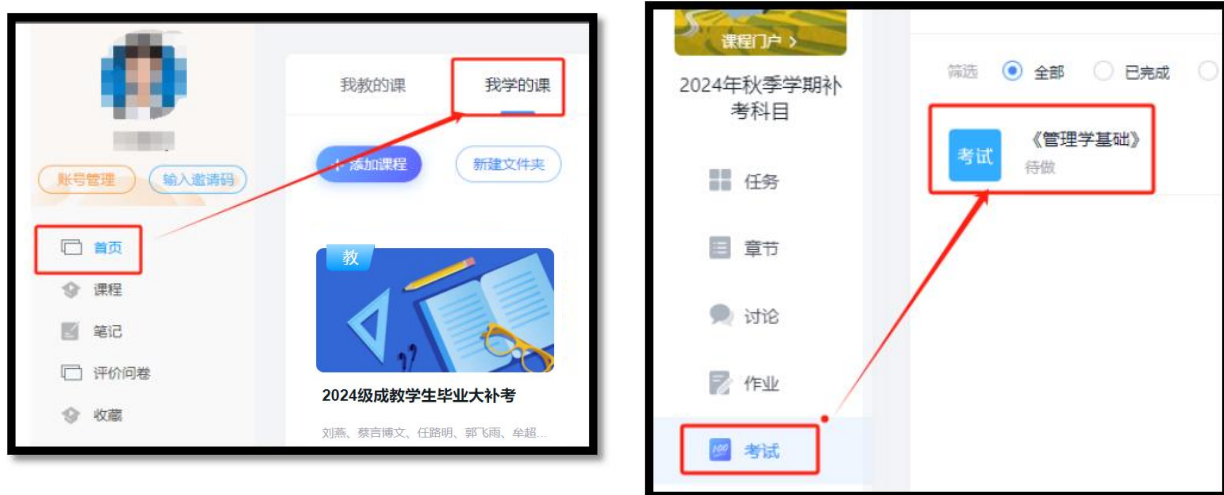 我教的课
我学的课
+ 添加课程
新建文件夹
账号管理
输入邀请码
首页
课程
笔记
评价问卷
收藏
教
2024级成教学生毕业大补考
刘燕、蔡言博文、任路明、郭飞雨、牟超...
课程门户 >
2024年秋季学期补
考科目
任务
章节
讨论
作业
考试
筛选
全部
已完成
考试
《管理学基础》
待做